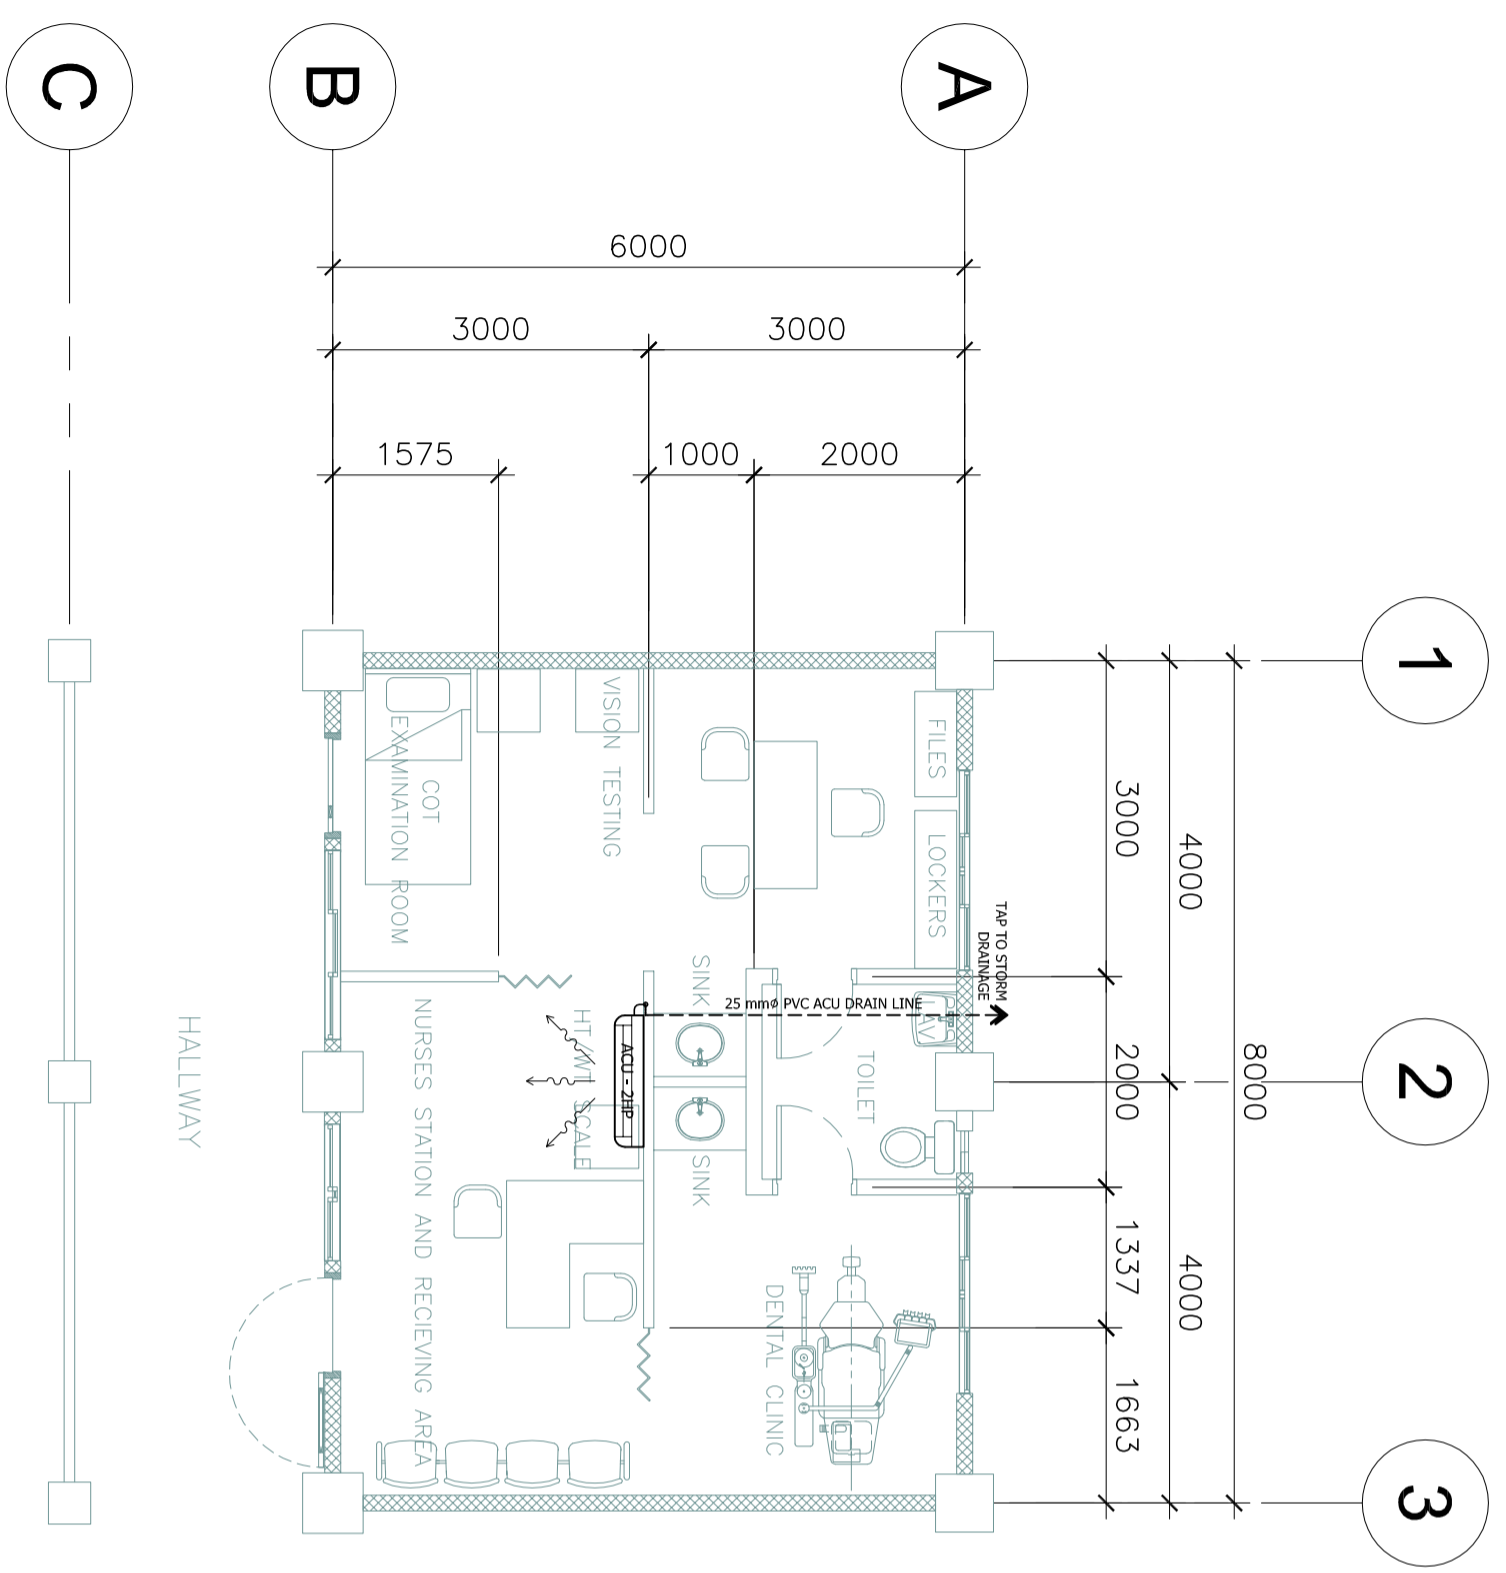 C
B
A
6000
3000
3000
1575
1000
2000
1
2
3
3000
2000
1337
1663
4000
4000
8000
FILES
LOCKERS
VISION TESTING
COT
EXAMINATION ROOM
TAP TO STORM
DRAINAGE
25 mmø PVC ACU DRAIN LINE
LAV
SINK
SINK
TOILET
HT/WT SCALE
ACU - 2HP
NURSES STATION AND RECIEVING AREA
DENTAL CLINIC
HALLWAY